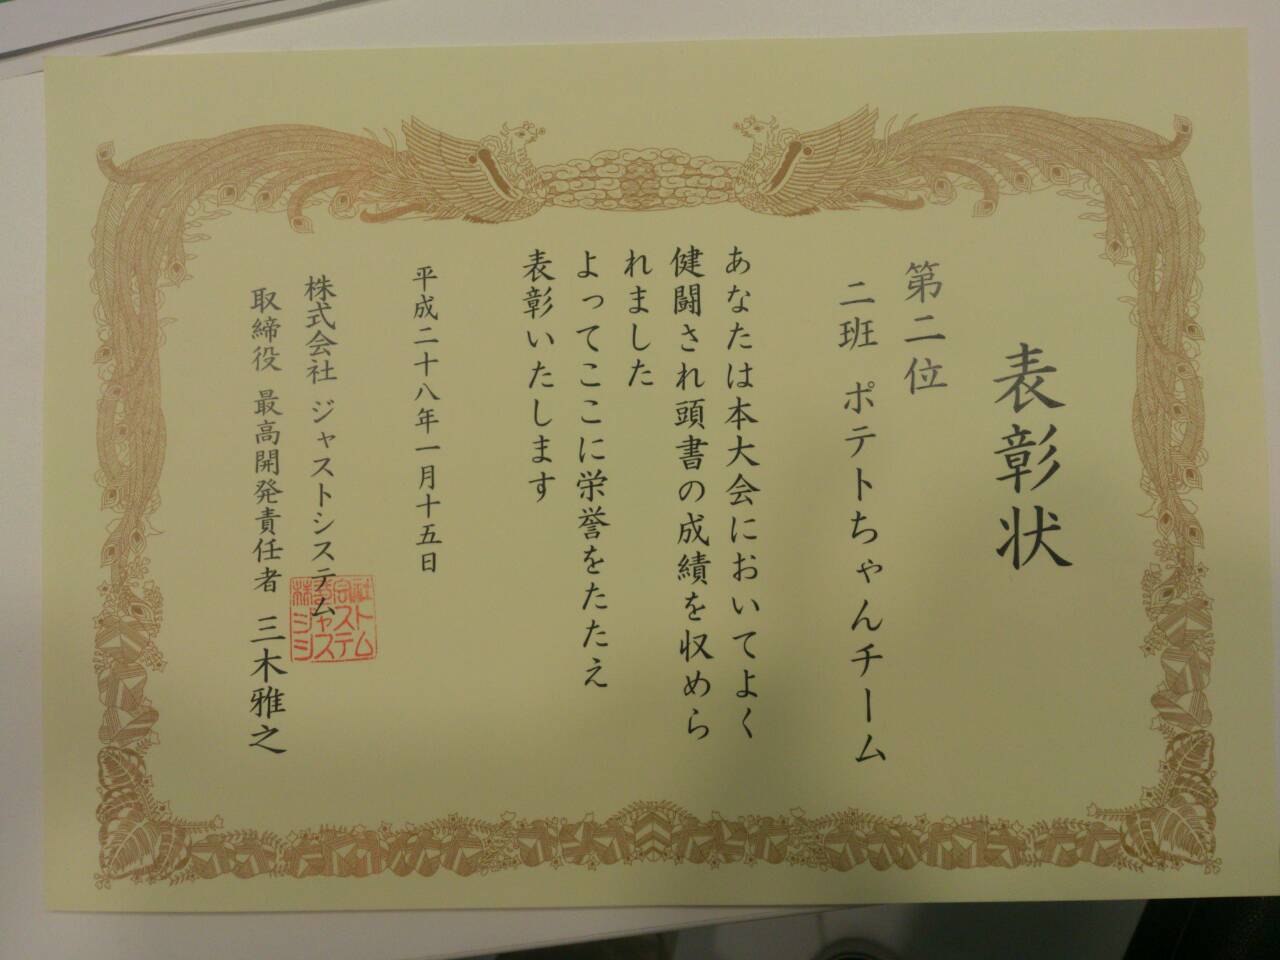 表彰状
第二位
二班 ポテトちゃんチーム
あなたは本大会においてよく
健闘され頭書の成績を収めら
れました
よってここに栄誉をたたえ
表彰いたします
平成二十八年一月十五日
株式会社 ジャストシステム
取締役 最高開発責任者 三木雅之
株式会社
ジャスト
システム